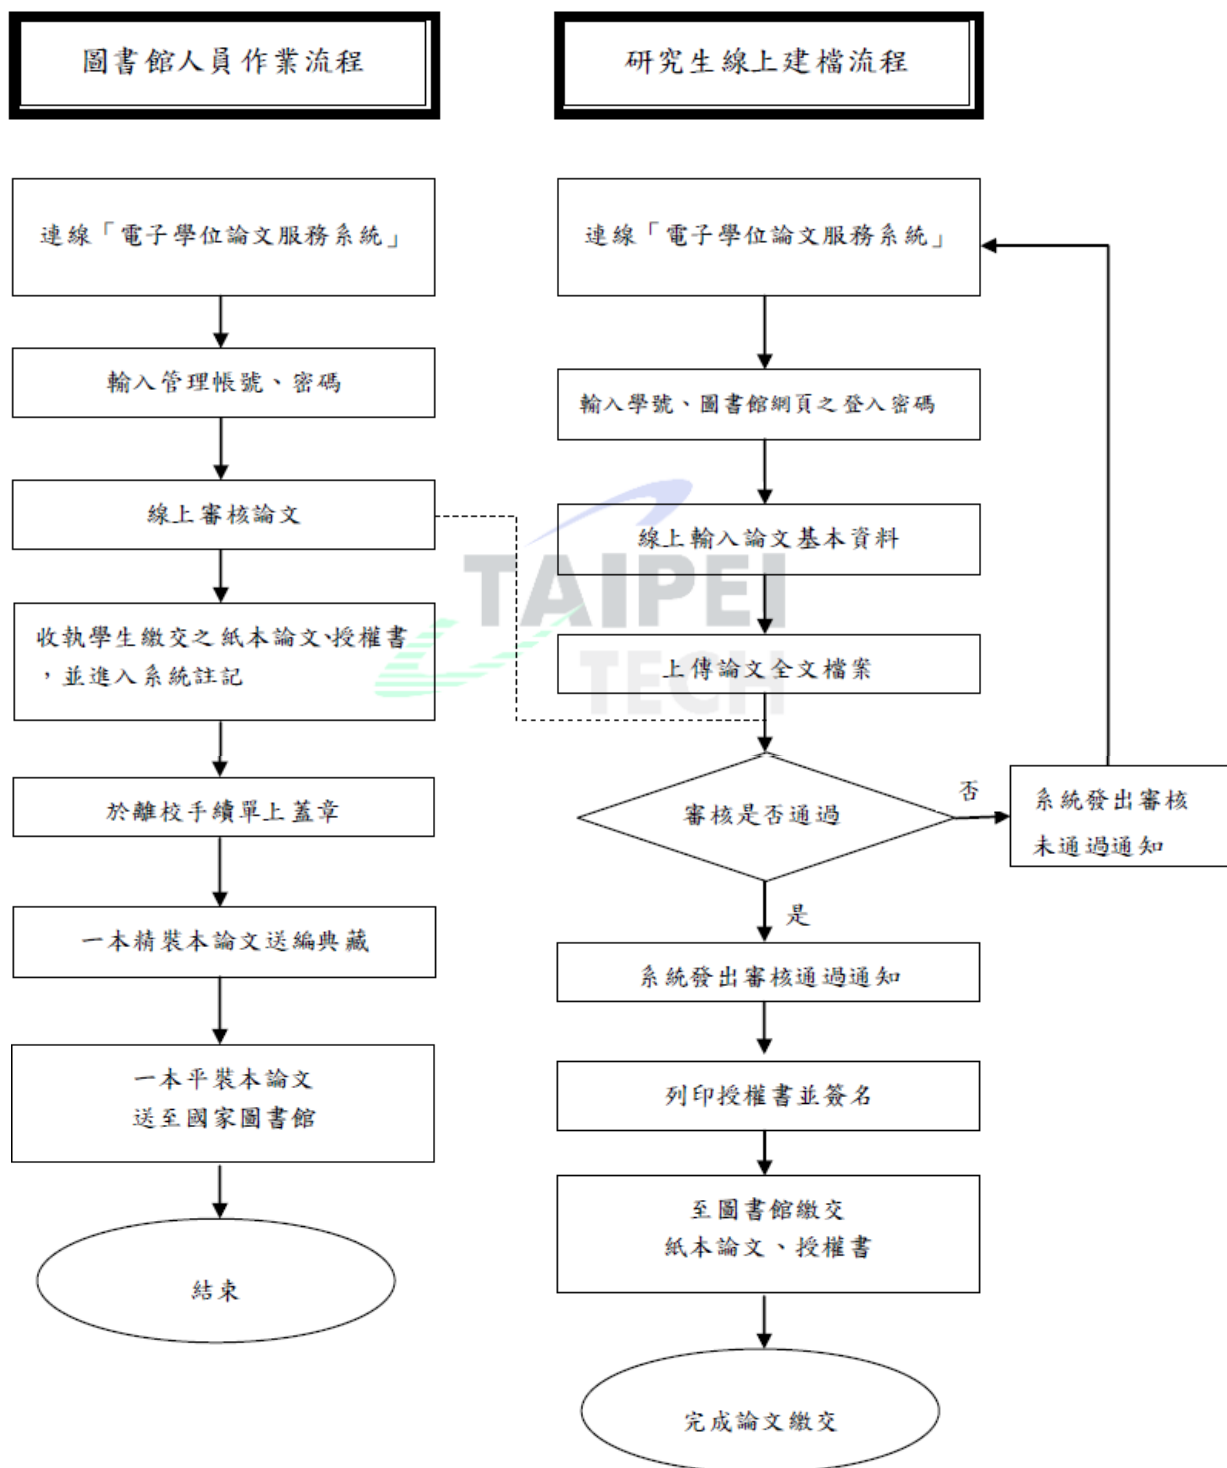 圖書館人員作業流程
連線「電子學位論文服務系統」
輸入管理帳號、密碼
線上審核論文
收執學生繳交之紙本論文、授權書
，並進入系統註記
於離校手續單上蓋章
一本精裝本論文送編典藏
一本平裝本論文
送至國家圖書館
結束
研究生線上建檔流程
連線「電子學位論文服務系統」
輸入學號、圖書館網頁之登入密碼
線上輸入論文基本資料
TAIPEI
上傳論文全文檔案
TECH
審核是否通過
否
系統發出審核
未通過通知
是
系統發出審核通過通知
列印授權書並簽名
至圖書館繳交
紙本論文、授權書
完成論文繳交